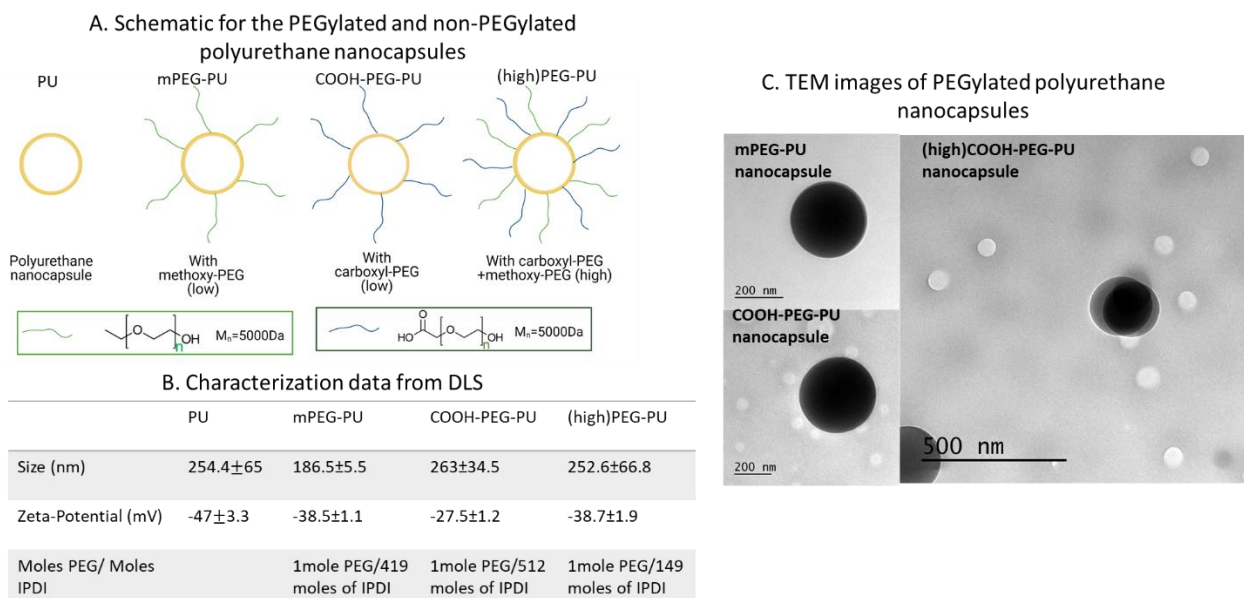 A. Schematic for the PEGylated and non-PEGylated
polyurethane nanocapsules
PU
mPEG-PU
COOH-PEG-PU
(high)PEG-PU
Polyurethane
nanocapsule
With
methoxy-PEG
(low)
With
carboxyl-PEG
(low)
With carboxyl-PEG
+methoxy-PEG (high)
O
OH
n
Mₙ=5000Da
O
HO
O
OH
n
Mₙ=5000Da
B. Characterization data from DLS
PU mPEG-PU COOH-PEG-PU (high)PEG-PU
Size (nm) 254.4±65 186.5±5.5 263±34.5 252.6±66.8
Zeta-Potential (mV) -47±3.3 -38.5±1.1 -27.5±1.2 -38.7±1.9
Moles PEG/ Moles 1mole PEG/419 1mole PEG/512 1mole PEG/149
IPDI moles of IPDI moles of IPDI moles of IPDI
C. TEM images of PEGylated polyurethane
nanocapsules
mPEG-PU
nanocapsule
200 nm
COOH-PEG-PU
nanocapsule
200 nm
(high)COOH-PEG-PU
nanocapsule
500 nm